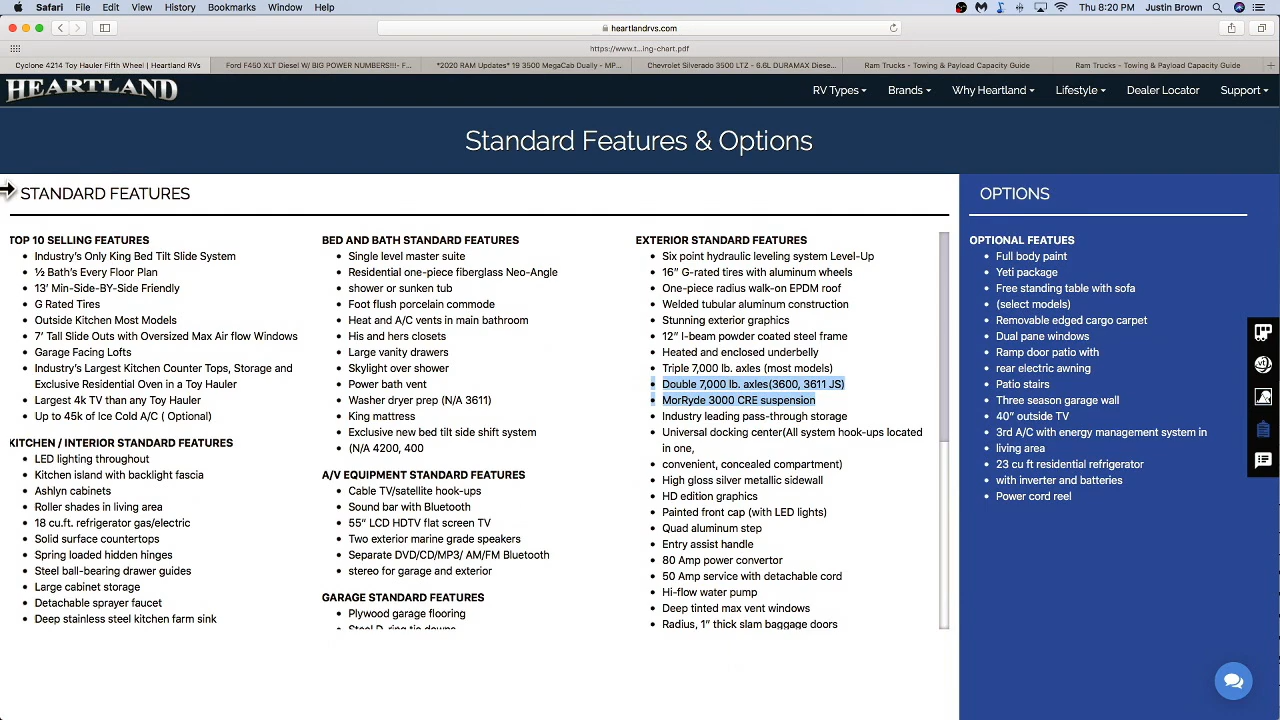 Safari File Edit View History Bookmarks Window Help
Thu 8:20 PM Justin Brown
heartlandrvs.com
https://www.t...ing-chart.pdf
Cyclone 4214 Toy Hauler Fifth Wheel | Heartland RVs
Ford F450 XLT Diesel W/ BIG POWER NUMBERS!!!- F...
*2020 RAM Updates* 19 3500 MegaCab Dually - MP...
Chevrolet Silverado 3500 LTZ - 6.6L DURAMAX Diese...
Ram Trucks - Towing & Payload Capacity Guide
Ram Trucks - Towing & Payload Capacity Guide
HEARTLAND
RV Types Brands Why Heartland Lifestyle Dealer Locator Support
Standard Features & Options
STANDARD FEATURES
TOP 10 SELLING FEATURES
• Industry's Only King Bed Tilt Slide System
• ½ Bath's Every Floor Plan
• 13' Min-Side-BY-Side Friendly
• G Rated Tires
• Outside Kitchen Most Models
• 7' Tall Slide Outs with Oversized Max Air flow Windows
• Garage Facing Lofts
• Industry's Largest Kitchen Counter Tops, Storage and
Exclusive Residential Oven in a Toy Hauler
• Largest 4k TV than any Toy Hauler
• Up to 45k of Ice Cold A/C ( Optional)
KITCHEN / INTERIOR STANDARD FEATURES
• LED lighting throughout
• Kitchen island with backlight fascia
• Ashlyn cabinets
• Roller shades in living area
• 18 cu.ft. refrigerator gas/electric
• Solid surface countertops
• Spring loaded hidden hinges
• Steel ball-bearing drawer guides
• Large cabinet storage
• Detachable sprayer faucet
• Deep stainless steel kitchen farm sink
BED AND BATH STANDARD FEATURES
• Single level master suite
• Residential one-piece fiberglass Neo-Angle
• shower or sunken tub
• Foot flush porcelain commode
• Heat and A/C vents in main bathroom
• His and hers closets
• Large vanity drawers
• Skylight over shower
• Power bath vent
• Washer dryer prep (N/A 3611)
• King mattress
• Exclusive new bed tilt side shift system
• (N/A 4200, 400
A/V EQUIPMENT STANDARD FEATURES
• Cable TV/satellite hook-ups
• Sound bar with Bluetooth
• 55" LCD HDTV flat screen TV
• Two exterior marine grade speakers
• Separate DVD/CD/MP3/ AM/FM Bluetooth
• stereo for garage and exterior
GARAGE STANDARD FEATURES
• Plywood garage flooring
• Steel D-ring tie downs
EXTERIOR STANDARD FEATURES
• Six point hydraulic leveling system Level-Up
• 16" G-rated tires with aluminum wheels
• One-piece radius walk-on EPDM roof
• Welded tubular aluminum construction
• Stunning exterior graphics
• 12" I-beam powder coated steel frame
• Heated and enclosed underbelly
• Triple 7,000 lb. axles (most models)
• Double 7,000 lb. axles(3600, 3611 JS)
• MorRyde 3000 CRE suspension
• Industry leading pass-through storage
• Universal docking center(All system hook-ups located
in one,
• convenient, concealed compartment)
• High gloss silver metallic sidewall
• HD edition graphics
• Painted front cap (with LED lights)
• Quad aluminum step
• Entry assist handle
• 80 Amp power convertor
• 50 Amp service with detachable cord
• Hi-flow water pump
• Deep tinted max vent windows
• Radius, 1" thick slam baggage doors
OPTIONS
OPTIONAL FEATUES
• Full body paint
• Yeti package
• Free standing table with sofa
• (select models)
• Removable edged cargo carpet
• Dual pane windows
• Ramp door patio with
• rear electric awning
• Patio stairs
• Three season garage wall
• 40" outside TV
• 3rd A/C with energy management system in
• living area
• 23 cu ft residential refrigerator
• with inverter and batteries
• Power cord reel